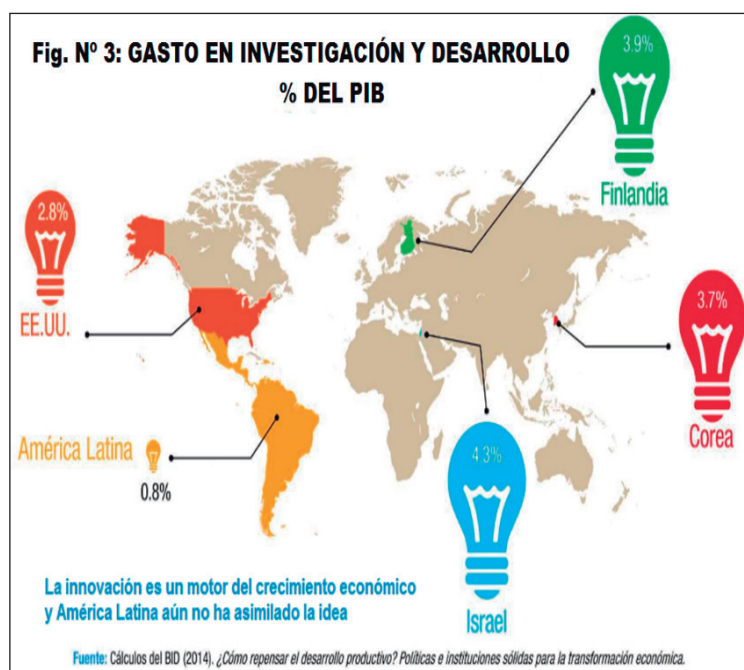 Fig. Nº 3: GASTO EN INVESTIGACIÓN Y DESARROLLO
% DEL PIB
3.9%
Finlandia
2.8%
EE.UU.
3.7%
Corea
América Latina
0.8%
4.3%
Israel
La innovación es un motor del crecimiento económico
y América Latina aún no ha asimilado la idea
Fuente: Cálculos del BID (2014). ¿Cómo repensar el desarrollo productivo? Políticas e instituciones sólidas para la transformación económica.